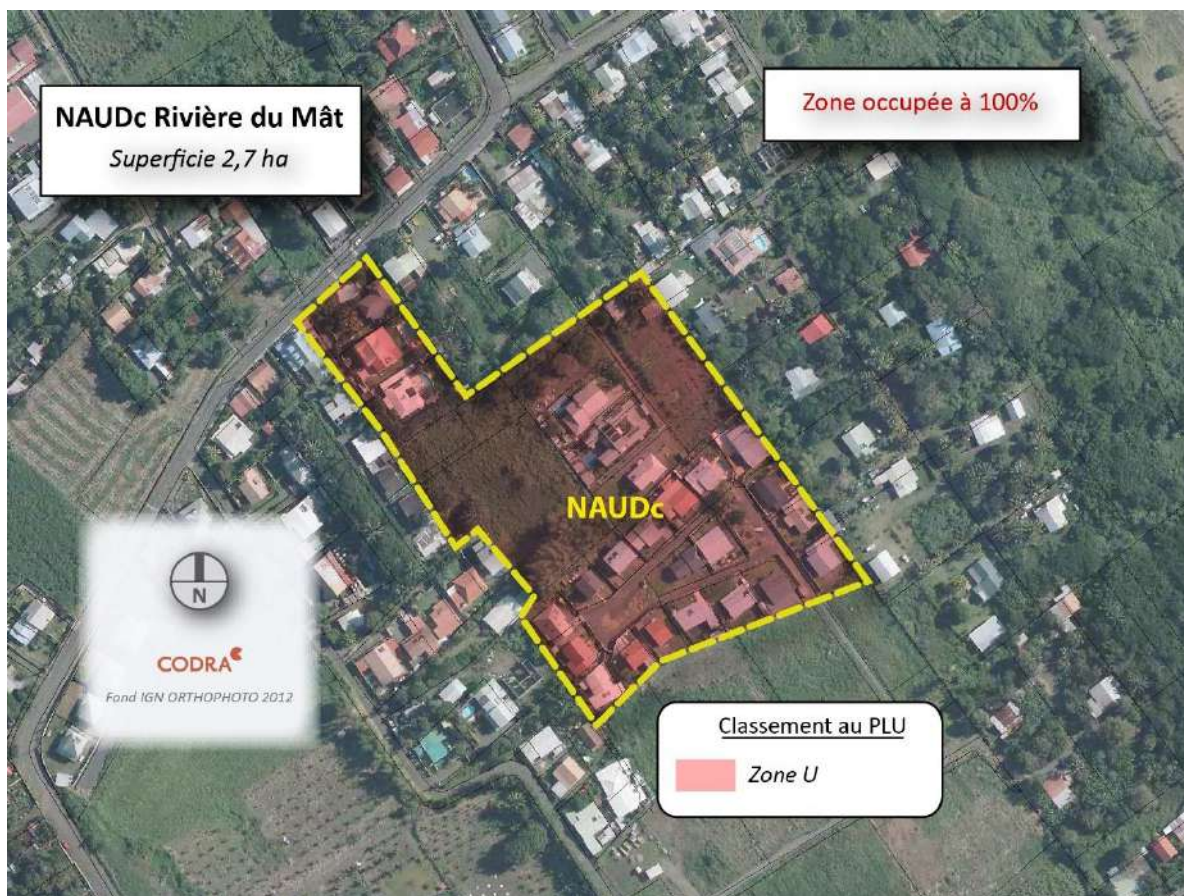 NAUDc Rivière du Mât
Superficie 2,7 ha
Zone occupée à 100%
NAUDc
N
CODRA
Fond IGN ORTHOPHOTO 2012
Classement au PLU
Zone U